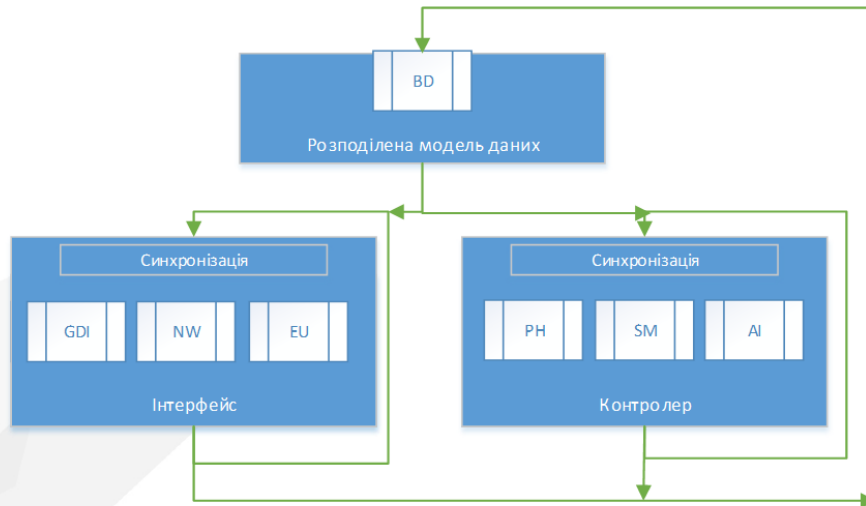 BD
Розподілена модель даних
Синхронізація
GDI NW EU
Інтерфейс
Синхронізація
PH SM AI
Контролер